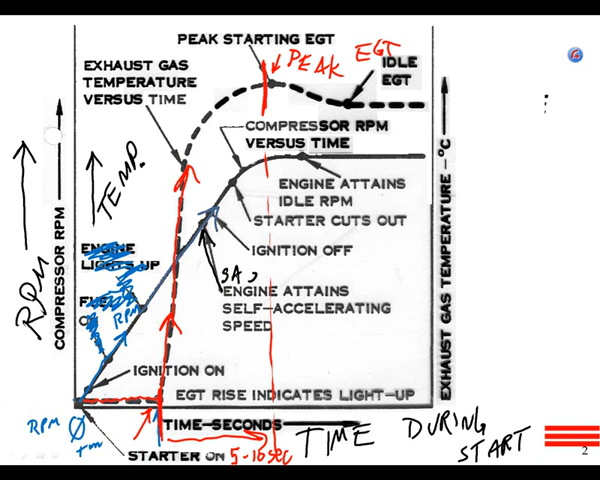 PEAK STARTING EGT
EXHAUST GAS
TEMPERATURE
VERSUS TIME
PEAK
EGT
IDLE
EGT
COMPRESSOR RPM
VERSUS TIME
ENGINE ATTAINS
IDLE RPM
STARTER CUTS OUT
IGNITION OFF
TEMP.
RPM
COMPRESSOR RPM
EXHAUST GAS TEMPERATURE - °C
ENGINE
LIGHTS UP
RPM
SA
ENGINE ATTAINS
SELF-ACCELERATING
SPEED
IGNITION ON
EGT RISE INDICATES LIGHT-UP
RPM
TIME-SECONDS
TIME DURING
START
STARTER ON
5-10 sec
2